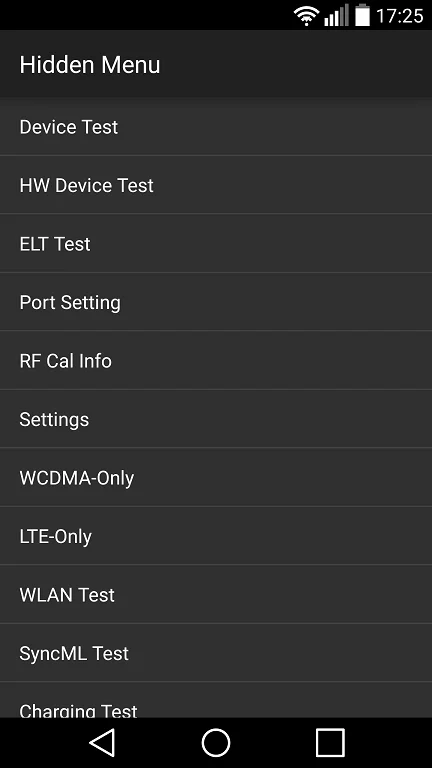 17:25
Hidden Menu
Device Test
HW Device Test
ELT Test
Port Setting
RF Cal Info
Settings
WCDMA-Only
LTE-Only
WLAN Test
SyncML Test
Charging Test